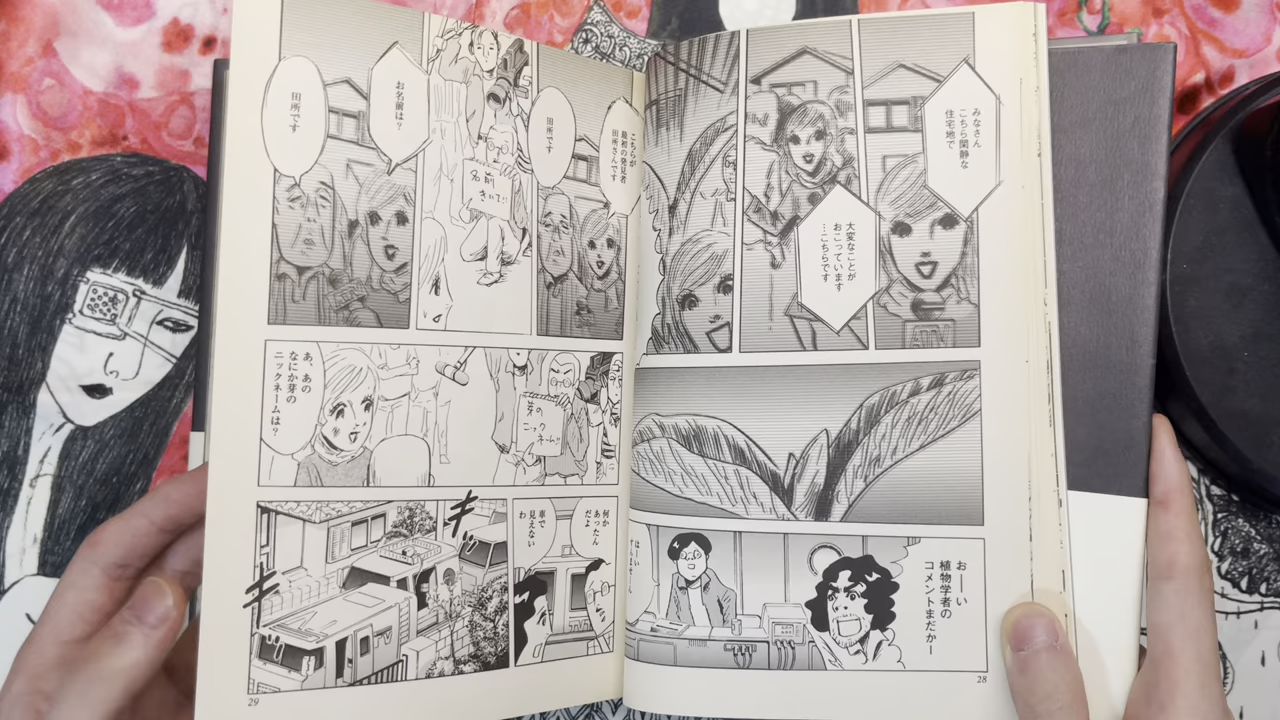 みなさん
こちら閑静な
住宅地で
大変なことが
おこっています
…こちらです
ATV
おーい
植物学者の
コメントまだかー
はーい
28
こちらが
最初の発見者
田所さんです
田所です
名前
きいて!!
お名前は?
田所です
芽の
ニックネーム!!
あ、あの
なにか芽の
ニックネームは?
何か
あったん
だよ
車で
見えない
わ
キ
キ
29